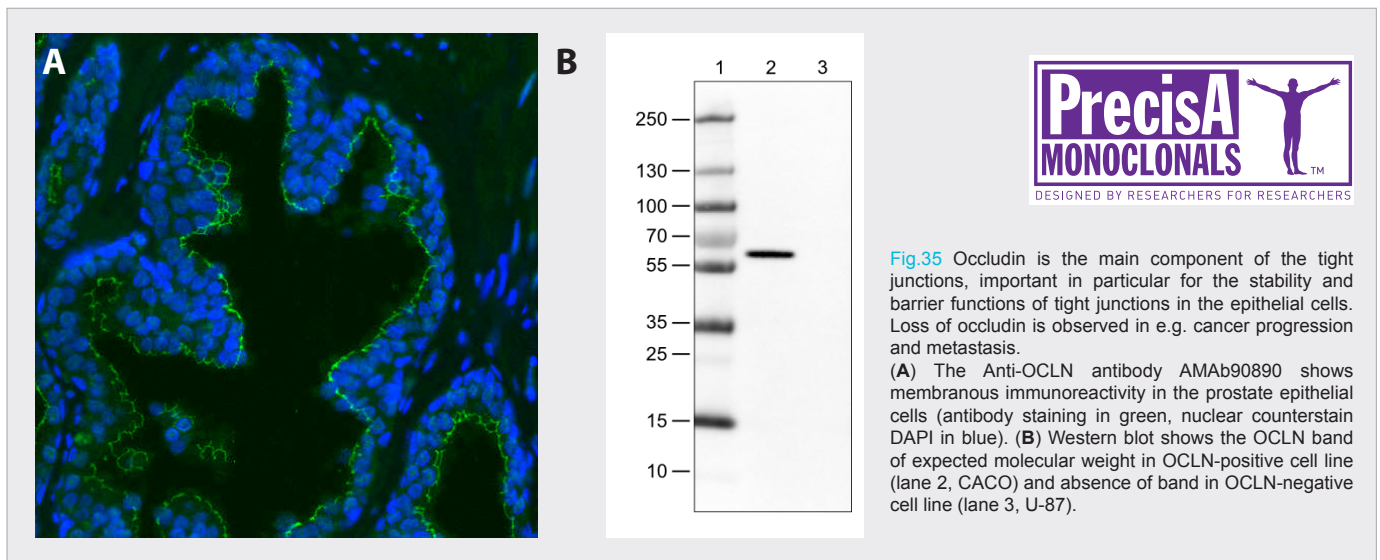 A
B
1 2 3
250
130
100
70
55
35
25
15
10
PrecisA
MONOCLONALS
TM
DESIGNED BY RESEARCHERS FOR RESEARCHERS
Fig.35 Occludin is the main component of the tight
junctions, important in particular for the stability and
barrier functions of tight junctions in the epithelial cells.
Loss of occludin is observed in e.g. cancer progression
and metastasis.
(A) The Anti-OCLN antibody AMAb90890 shows
membranous immunoreactivity in the prostate epithelial
cells (antibody staining in green, nuclear counterstain
DAPI in blue). (B) Western blot shows the OCLN band
of expected molecular weight in OCLN-positive cell line
(lane 2, CACO) and absence of band in OCLN-negative
cell line (lane 3, U-87).